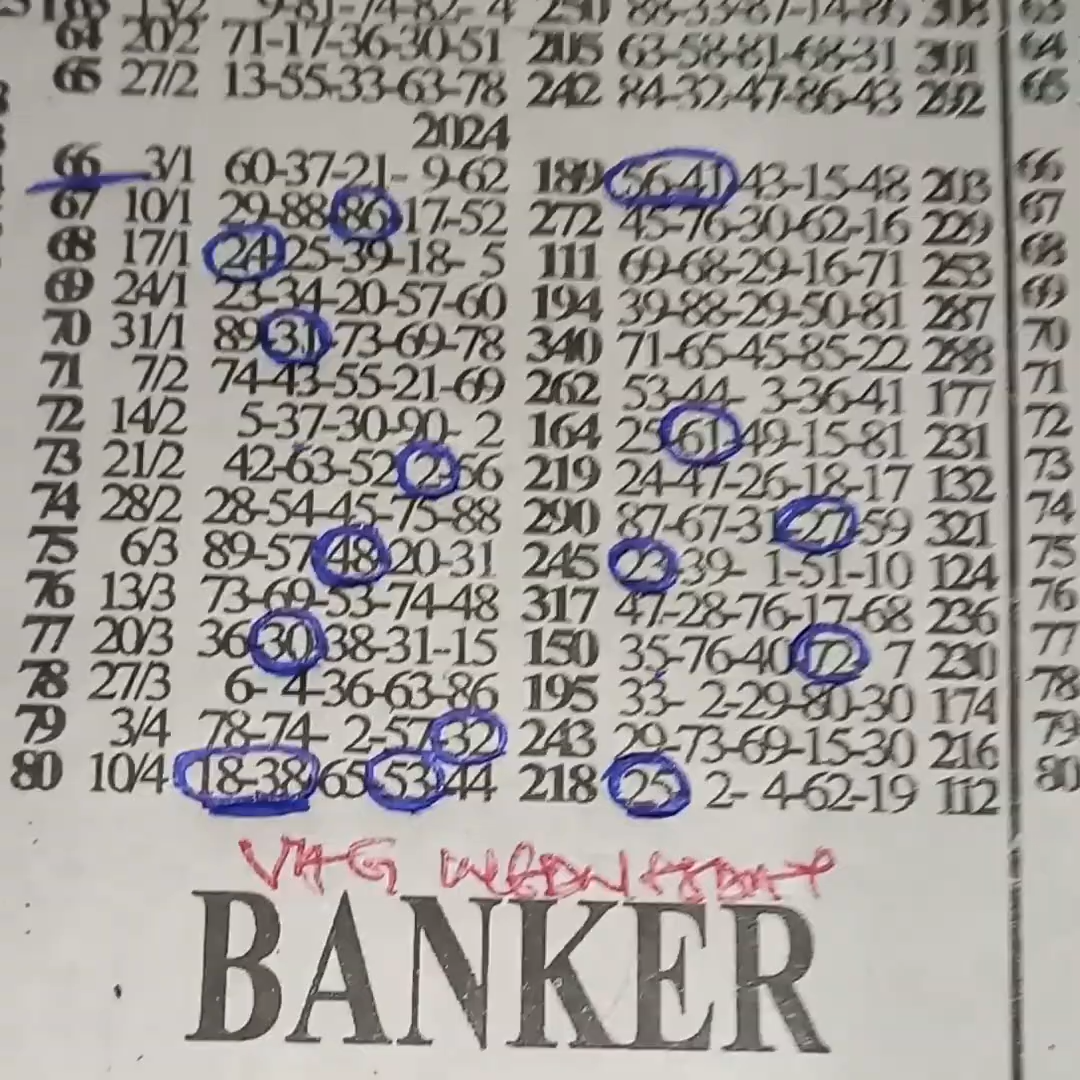 64 20/2 71-17-36-30-51 205 63-58-81-68-31 301 64
65 27/2 13-55-33-63-78 242 84-32-47-86-43 292 65
2024
66 3/1 60-37-21- 9-62 189 56-41-43-15-48 203 66
67 10/1 29-88-86-17-52 272 45-76-30-62-16 229 67
68 17/1 24-25-39-18- 5 111 69-68-29-16-71 253 68
69 24/1 23-34-20-57-60 194 39-88-29-50-81 287 69
70 31/1 89-31-73-69-78 340 71-65-45-85-22 288 70
71 7/2 74-43-55-21-69 262 53-44- 3-36-41 177 71
72 14/2 5-37-30-90- 2 164 25-61-49-15-81 231 72
73 21/2 42-63-52- 2-56 219 24-47-26-18-17 132 73
74 28/2 28-54-45-75-88 290 87-67-31-27-59 321 74
75 6/3 89-57-48-20-31 245 23-39- 1-51-10 124 75
76 13/3 73-69-53-74-48 317 47-28-76-17-68 236 76
77 20/3 36-30-38-31-15 150 35-76-40-72- 7 230 77
78 27/3 6- 4-36-63-86 195 33- 2-29-80-30 174 78
79 3/4 78-74- 2-57-32 243 29-73-69-15-30 216 79
80 10/4 18-38-65-53-44 218 25- 2- 4-62-19 112 80
VAG WEDNESDAY
BANKER